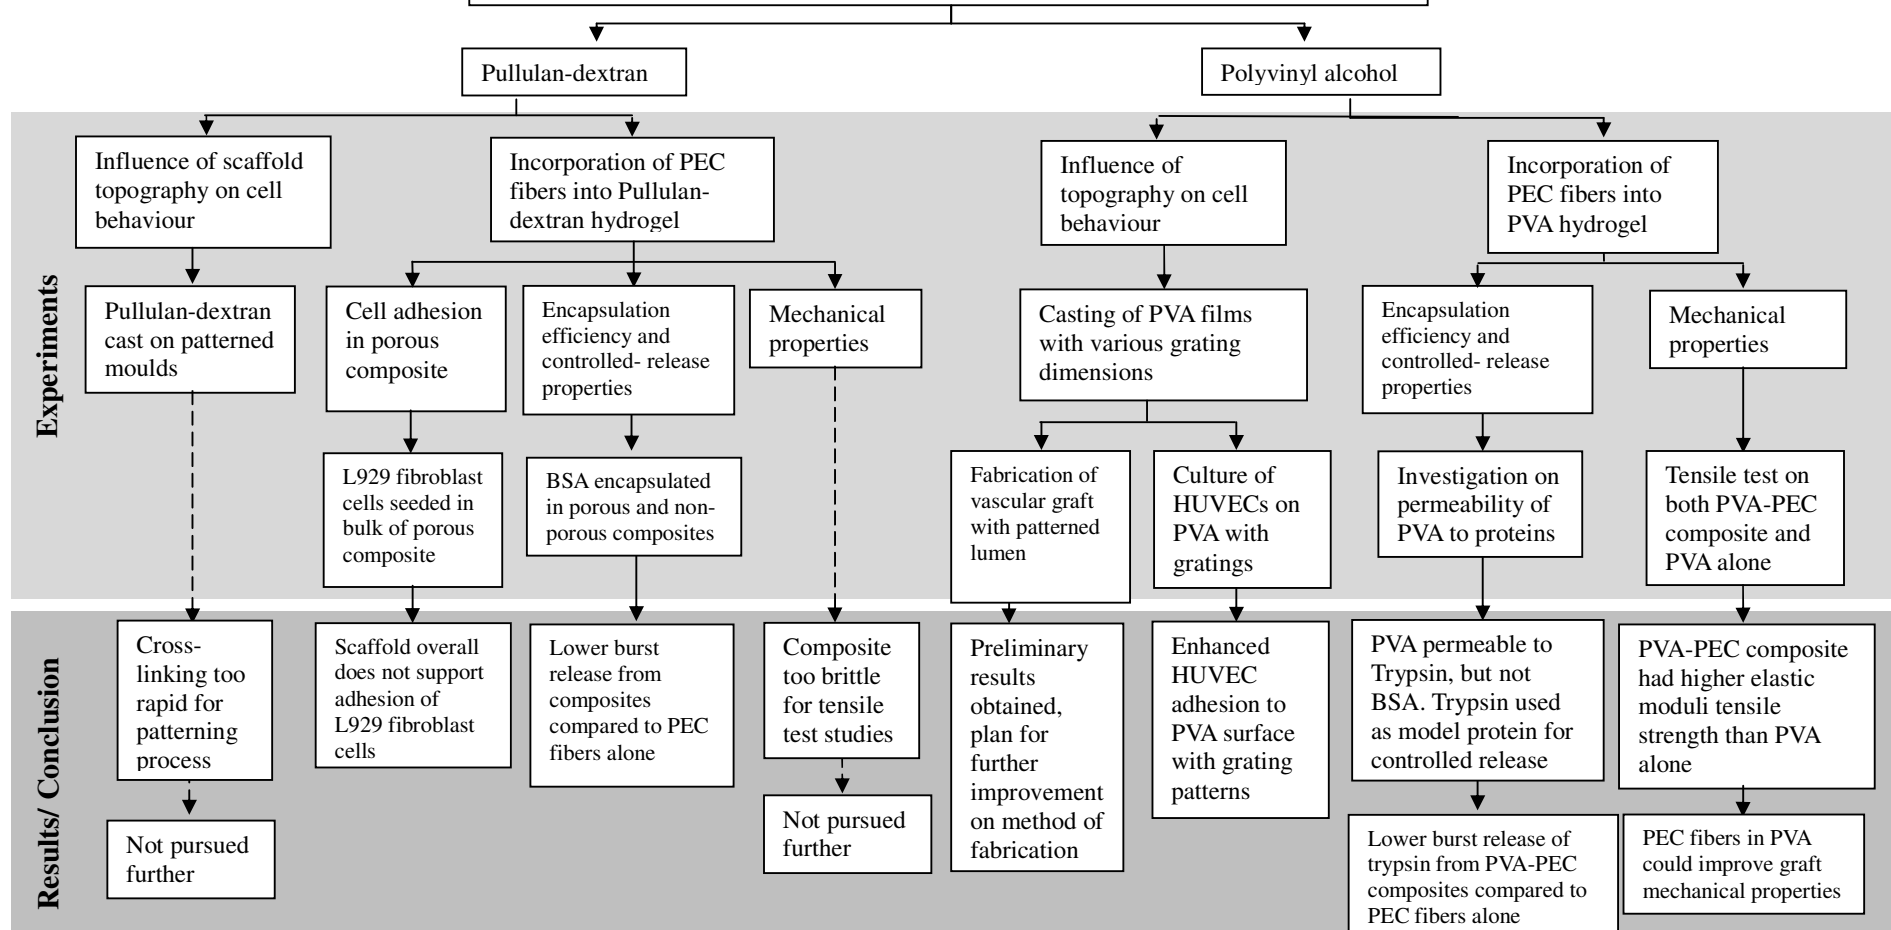 Pullulan-dextran
Polyvinyl alcohol
Experiments
Influence of scaffold
topography on cell
behaviour
Incorporation of PEC
fibers into Pullulan-
dextran hydrogel
Influence of
topography on cell
behaviour
Incorporation of
PEC fibers into
PVA hydrogel
Pullulan-dextran
cast on patterned
moulds
Cell adhesion
in porous
composite
Encapsulation
efficiency and
controlled- release
properties
Mechanical
properties
Casting of PVA films
with various grating
dimensions
Encapsulation
efficiency and
controlled- release
properties
Mechanical
properties
L929 fibroblast
cells seeded in
bulk of porous
composite
BSA encapsulated
in porous and non-
porous composites
Fabrication of
vascular graft
with patterned
lumen
Culture of
HUVECs on
PVA with
gratings
Investigation on
permeability of
PVA to proteins
Tensile test on
both PVA-PEC
composite and
PVA alone
Results/ Conclusion
Cross-
linking too
rapid for
patterning
process
Scaffold overall
does not support
adhesion of
L929 fibroblast
cells
Lower burst
release from
composites
compared to PEC
fibers alone
Composite
too brittle
for tensile
test studies
Preliminary
results
obtained,
plan for
further
improvement
on method of
fabrication
Enhanced
HUVEC
adhesion to
PVA surface
with grating
patterns
PVA permeable to
Trypsin, but not
BSA. Trypsin used
as model protein for
controlled release
PVA-PEC composite
had higher elastic
moduli tensile
strength than PVA
alone
Not pursued
further
Not pursued
further
Lower burst release of
trypsin from PVA-PEC
composites compared to
PEC fibers alone
PEC fibers in PVA
could improve graft
mechanical properties